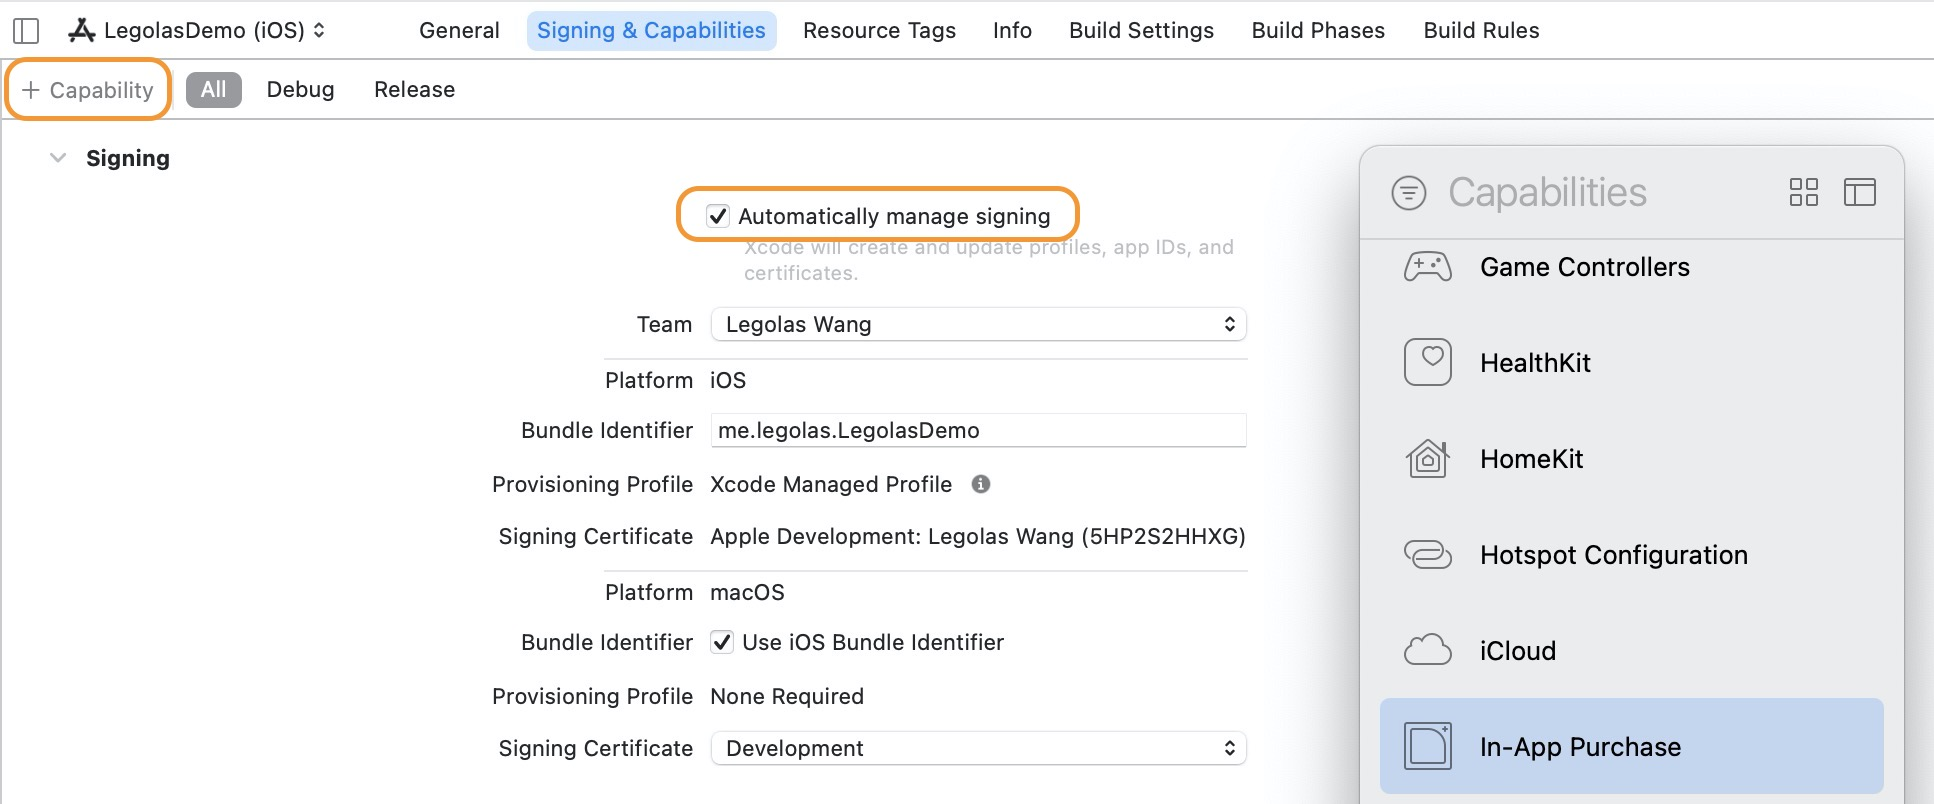 LegolasDemo (iOS) General Signing & Capabilities Resource Tags Info Build Settings Build Phases Build Rules
+ Capability All Debug Release
Signing
Automatically manage signing
Xcode will create and update profiles, app IDs, and
certificates.
Team Legolas Wang
Platform iOS
Bundle Identifier me.legolas.LegolasDemo
Provisioning Profile Xcode Managed Profile
Signing Certificate Apple Development: Legolas Wang (5HP2S2HHXG)
Platform macOS
Bundle Identifier Use iOS Bundle Identifier
Provisioning Profile None Required
Signing Certificate Development
Capabilities
Game Controllers
HealthKit
HomeKit
Hotspot Configuration
iCloud
In-App Purchase